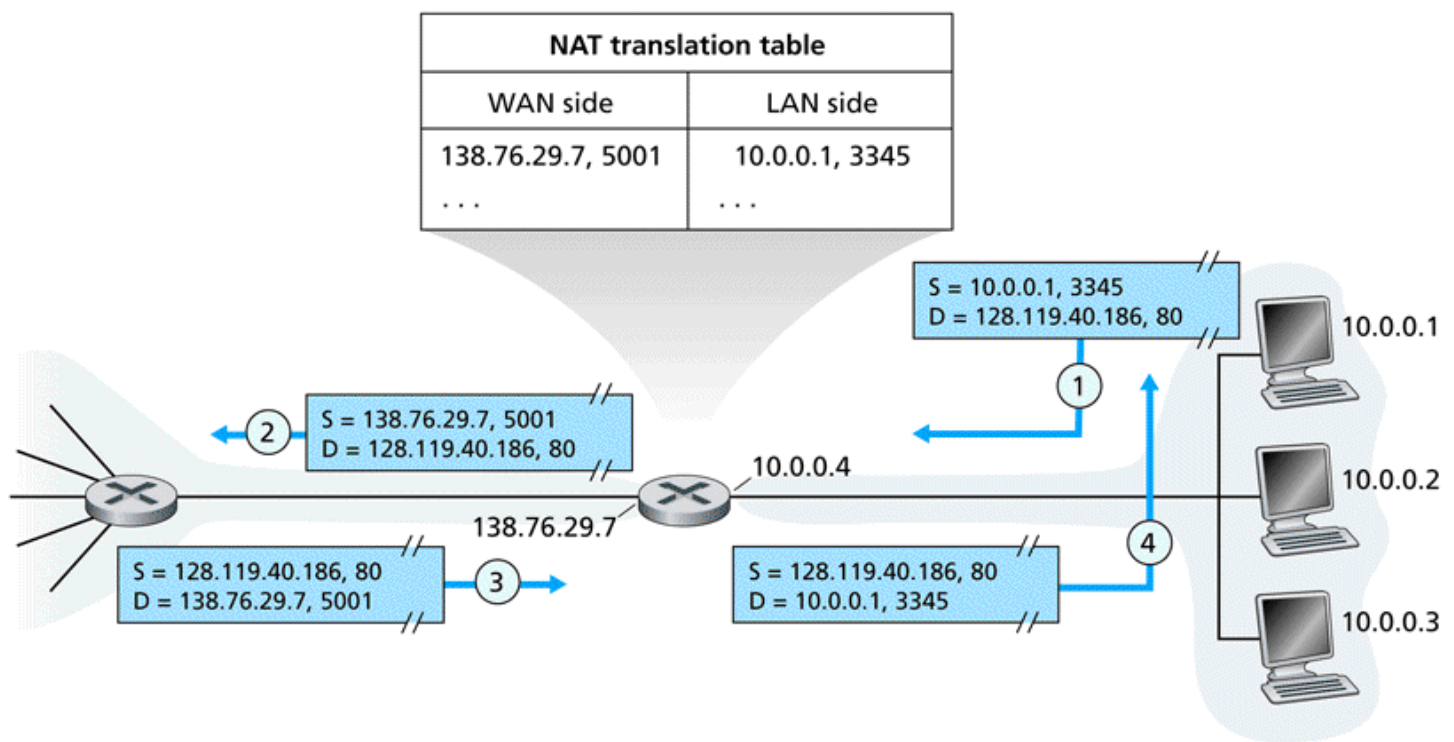 NAT translation table
WAN side LAN side
138.76.29.7, 5001 10.0.0.1, 3345
. . . . . .
S = 10.0.0.1, 3345
D = 128.119.40.186, 80
10.0.0.1
1
2
S = 138.76.29.7, 5001
D = 128.119.40.186, 80
10.0.0.4
10.0.0.2
138.76.29.7
4
S = 128.119.40.186, 80
D = 138.76.29.7, 5001
3
S = 128.119.40.186, 80
D = 10.0.0.1, 3345
10.0.0.3